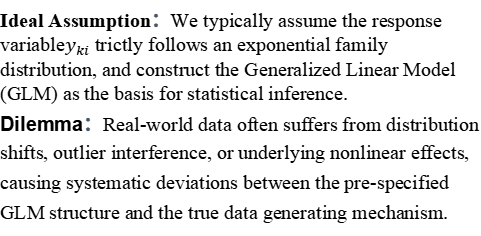 Ideal Assumption： We typically assume the response
variabley_{ki} trictly follows an exponential family
distribution, and construct the Generalized Linear Model
(GLM) as the basis for statistical inference.
Dilemma： Real-world data often suffers from distribution
shifts, outlier interference, or underlying nonlinear effects,
causing systematic deviations between the pre-specified
GLM structure and the true data generating mechanism.